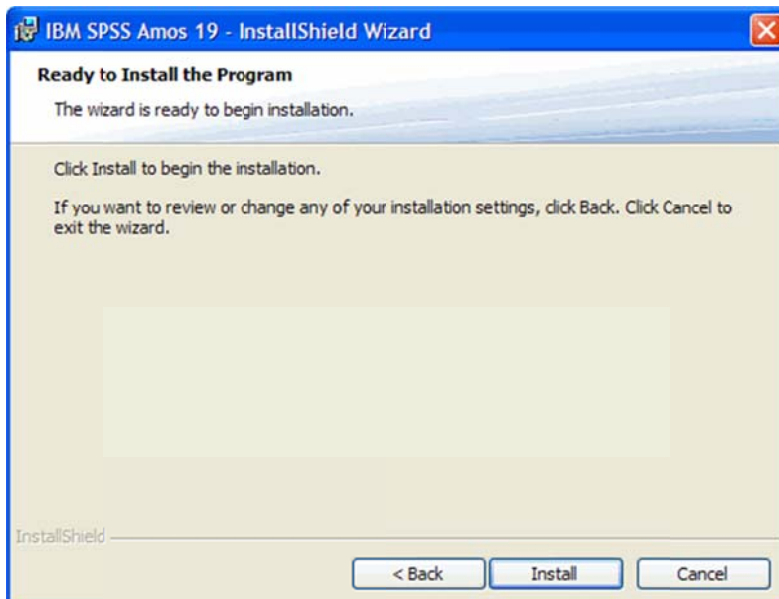 IBM SPSS Amos 19 - InstallShield Wizard
Ready to Install the Program
The wizard is ready to begin installation.
Click Install to begin the installation.
If you want to review or change any of your installation settings, click Back. Click Cancel to
exit the wizard.
InstallShield
< Back
Install
Cancel